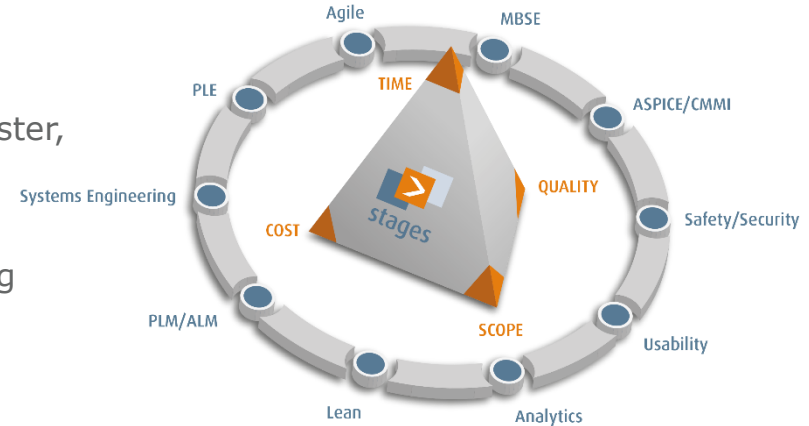 Agile
MBSE
TIME
PLE
ASPICE/CMMI
ster,
QUALITY
Systems Engineering
stages
Safety/Security
COST
g
PLM/ALM
SCOPE
Usability
Lean
Analytics